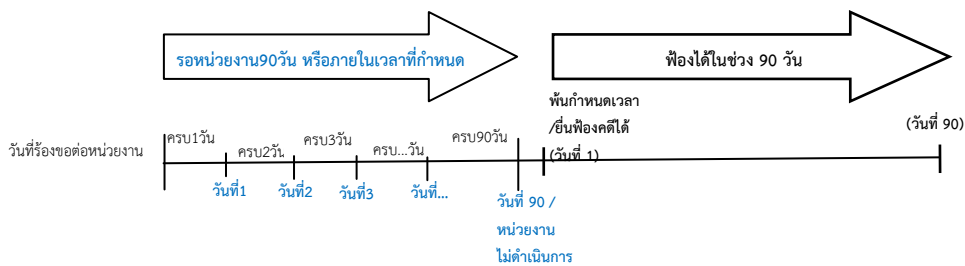 รอหน่วยงาน90วัน หรือภายในเวลาที่กำหนด
ฟ้องได้ในช่วง 90 วัน
พ้นกำหนดเวลา
/ยื่นฟ้องคดีได้
(วันที่ 1)
(วันที่ 90)
วันที่ร้องขอต่อหน่วยงาน
ครบ1วัน
ครบ2วัน
ครบ3วัน
ครบ...วัน
ครบ90วัน
วันที่1
วันที่2
วันที่3
วันที่...
วันที่ 90 /
หน่วยงาน
ไม่ดำเนินการ